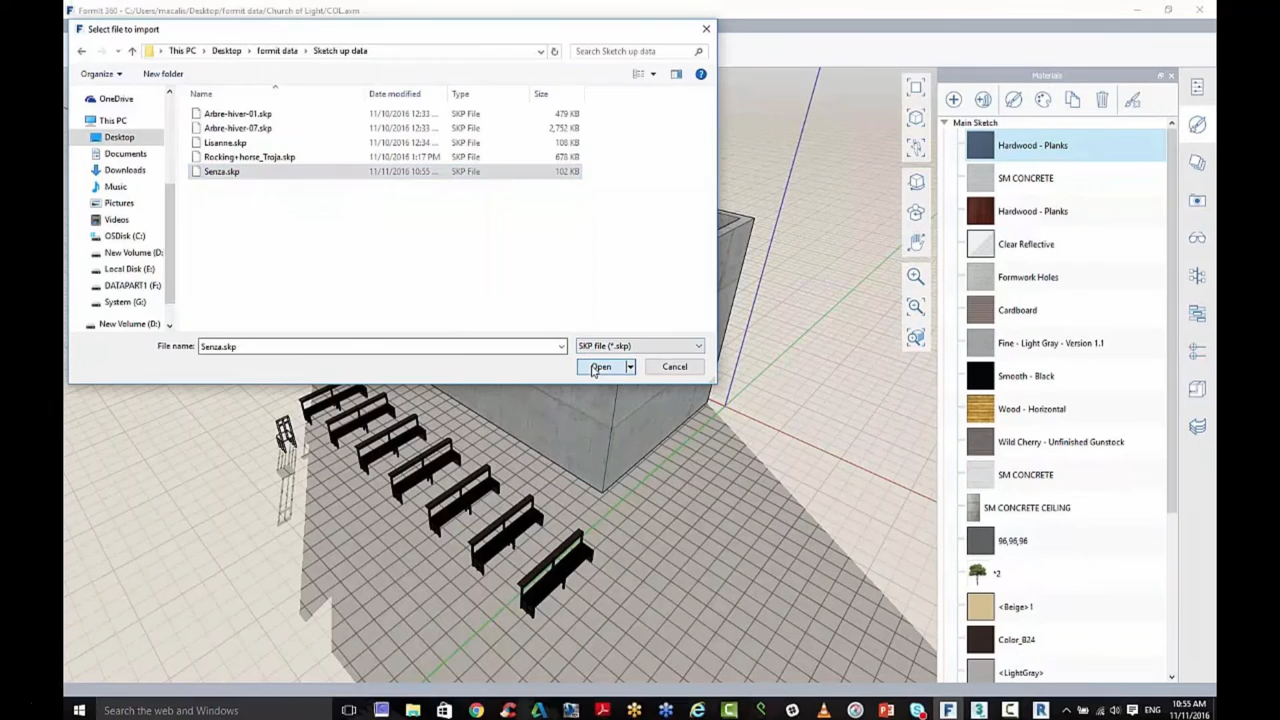 FormIt 360 - C:/Users/macalis/Desktop/formit data/Church of Light/COL.axm
Select file to import
This PC > Desktop > formit data > Sketch up data
Search Sketch up data
Organize
New folder
Name Date modified Type Size
Arbre-hiver-01.skp 11/10/2016 12:33 ... SKP File 479 KB
Arbre-hiver-07.skp 11/10/2016 12:33 ... SKP File 2,752 KB
Lisanne.skp 11/10/2016 12:34 ... SKP File 108 KB
Rocking+horse_Troja.skp 11/10/2016 1:17 PM SKP File 678 KB
Senza.skp 11/11/2016 10:55 ... SKP File 102 KB
OneDrive
This PC
Desktop
Documents
Downloads
Music
Pictures
Videos
OSDisk (C:)
New Volume (D:
Local Disk (E:)
DATAPART1 (F:)
System (G:)
New Volume (D:)
File name: Senza.skp
SKP file (*.skp)
Open
Cancel
Materials
Main Sketch
Hardwood - Planks
SM CONCRETE
Hardwood - Planks
Clear Reflective
Formwork Holes
Cardboard
Fine - Light Gray - Version 1.1
Smooth - Black
Wood - Horizontal
Wild Cherry - Unfinished Gunstock
SM CONCRETE
SM CONCRETE CEILING
96,96,96
*2
<Beige>1
Color_B24
<LightGray>
Search the web and Windows
ENG
10:55 AM
11/11/2016